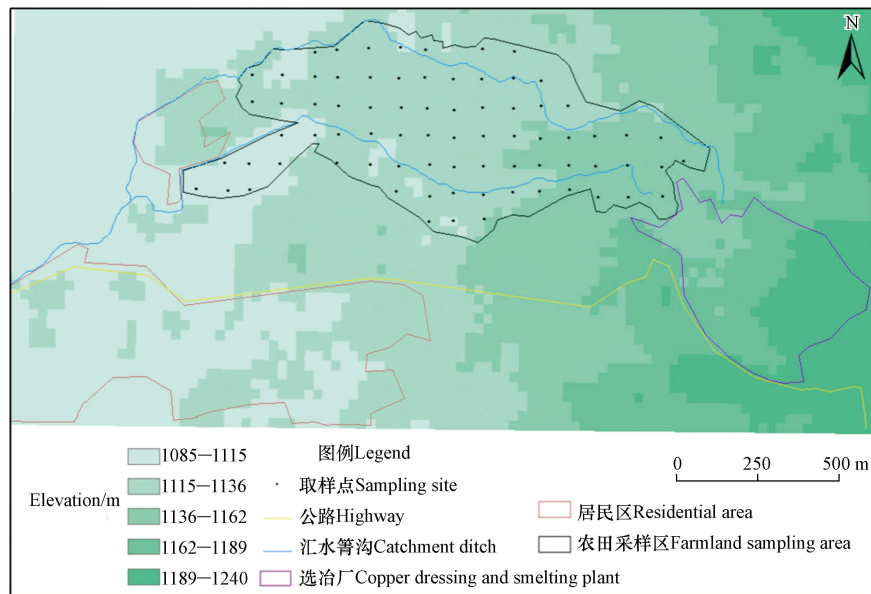 N
1085—1115
图例Legend
0 250 500 m
1115—1136
取样点Sampling site
Elevation/m
1136—1162
公路Highway
居民区Residential area
1162—1189
汇水箐沟Catchment ditch
农田采样区Farmland sampling area
1189—1240
选冶厂Copper dressing and smelting plant